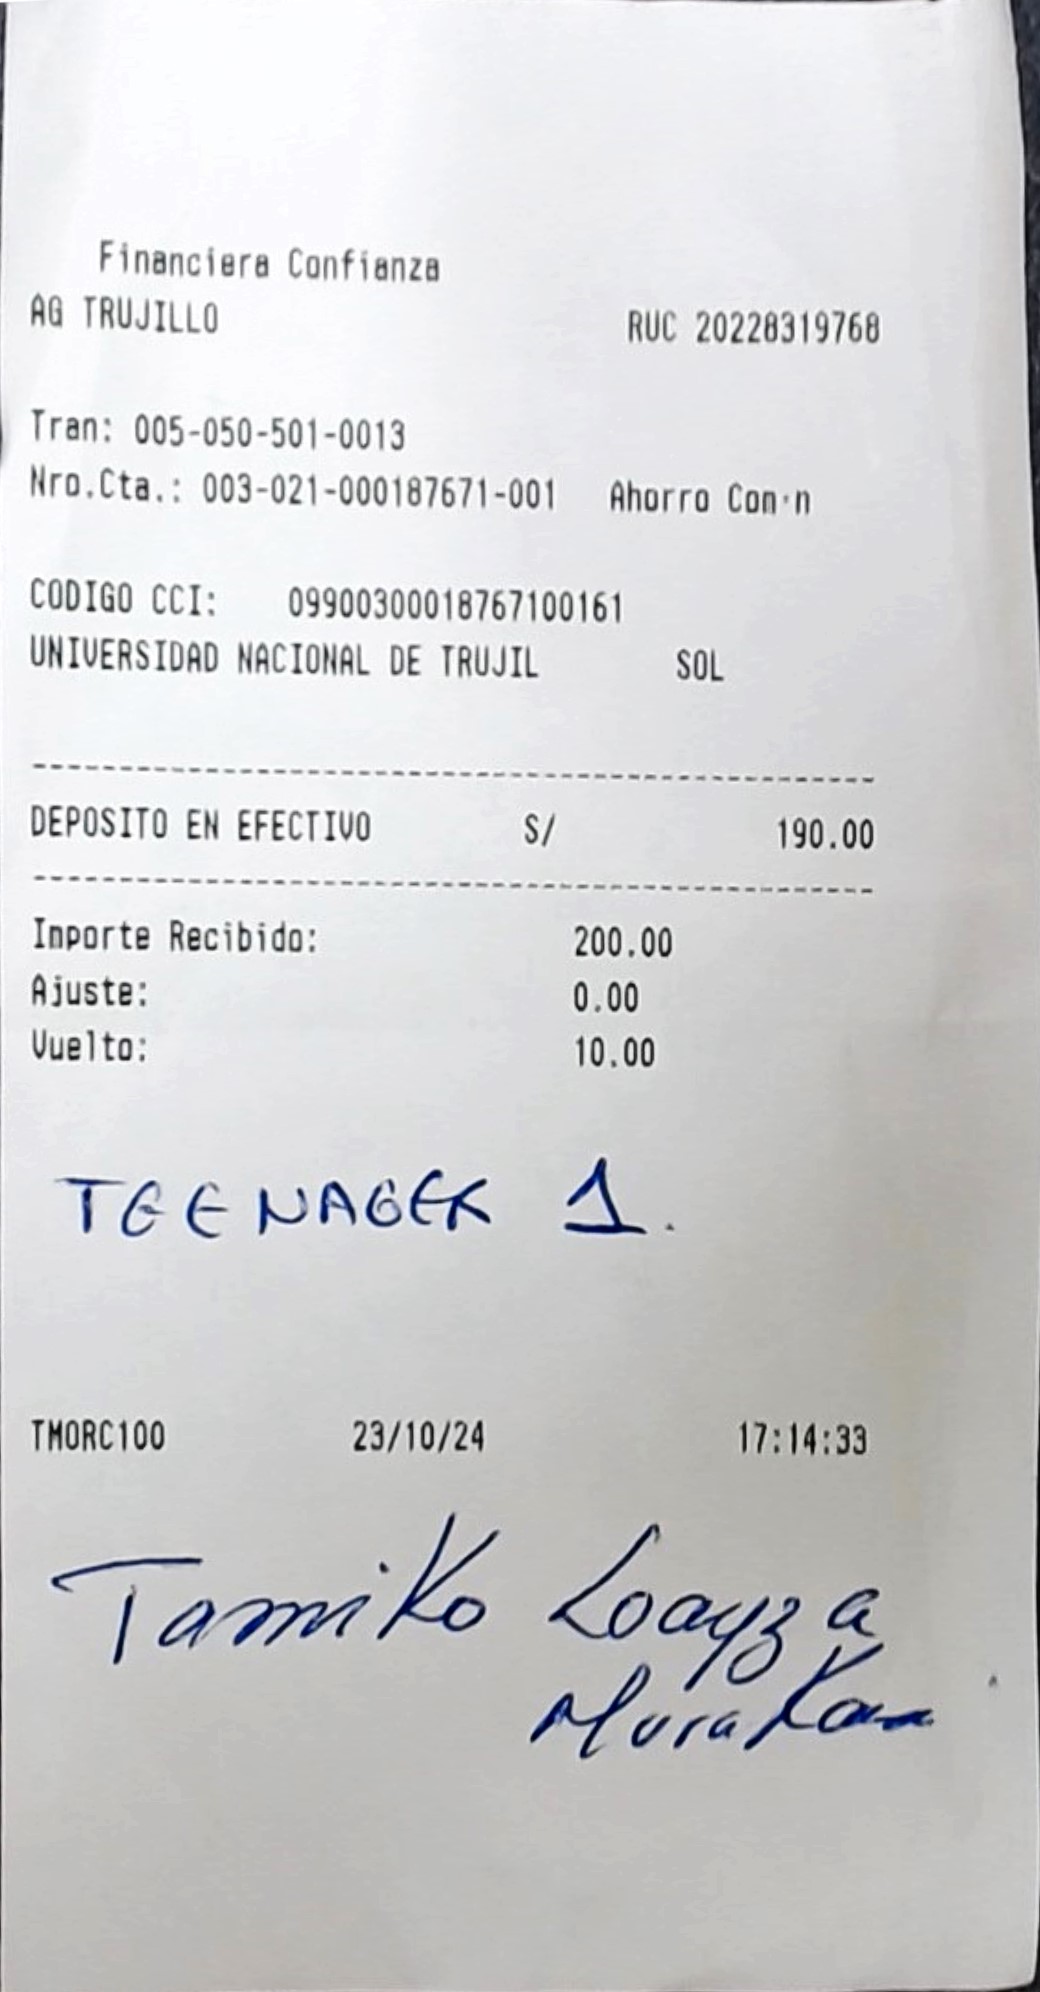 Financiera Confianza
AG TRUJILLO RUC 20228319768
Tran: 005-050-501-0013
Nro.Cta.: 003-021-000187671-001 Ahorro Con·n
CODIGO CCI: 09900300018767100161
UNIVERSIDAD NACIONAL DE TRUJIL SOL
DEPOSITO EN EFECTIVO S/ 190.00
Inporte Recibido: 200.00
Ajuste: 0.00
Vuelto: 10.00
TEENAGER 1.
TMORC100 23/10/24 17:14:33
Tamiko Loayza